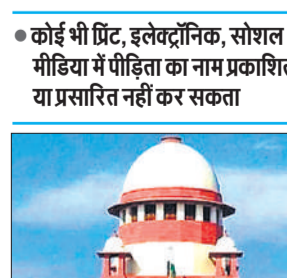 ● कोई भी प्रिंट, इलेक्ट्रॉनिक, सोशल
मीडिया में पीड़िता का नाम प्रकाशित
या प्रसारित नहीं कर सकता